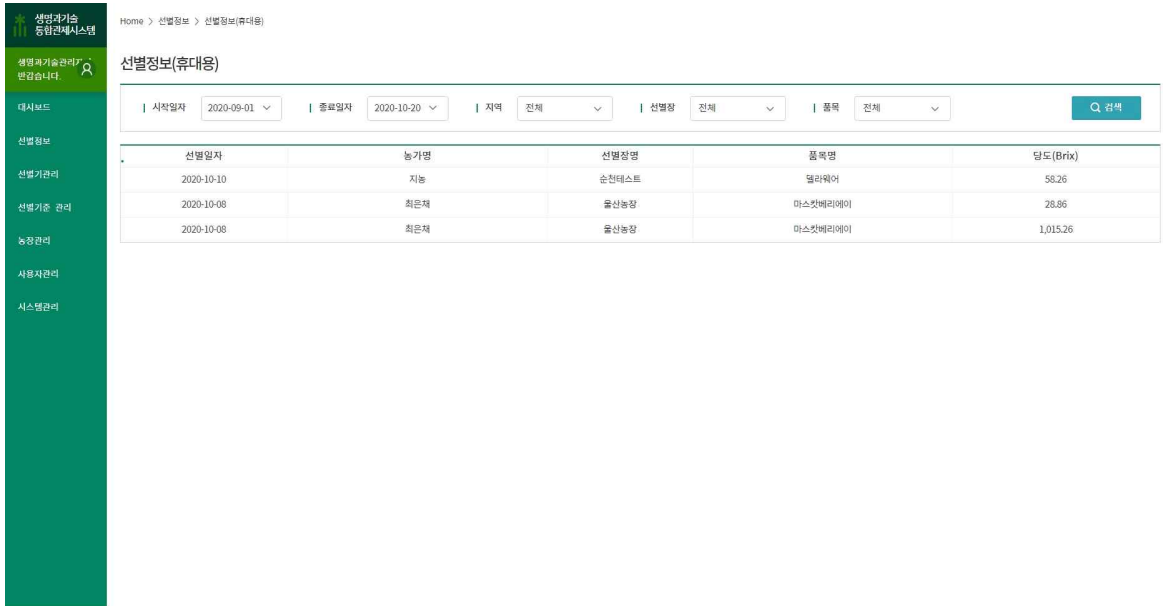 생명과기술
통합관제시스템
Home > 선별정보 > 선별정보(휴대용)
생명과기술관리자
반갑습니다.
선별정보(휴대용)
대시보드
선별정보
선별기관리
선별기준 관리
농장관리
사용자관리
시스템관리
시작일자 2020-09-01 종료일자 2020-10-20 지역 전체 선별장 전체 품목 전체 검색
선별일자 농가명 선별장명 품목명 당도(Brix)
2020-10-10 지농 순천테스트 델라웨어 58.26
2020-10-08 최은채 울산농장 마스캇베리에이 28.86
2020-10-08 최은채 울산농장 마스캇베리에이 1,015.26